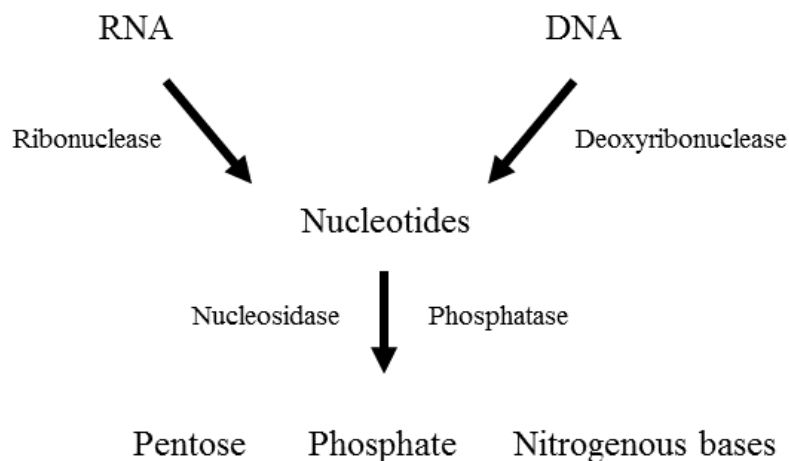 RNA DNA
Ribonuclease Deoxyribonuclease
Nucleotides
Nucleosidase Phosphatase
Pentose Phosphate Nitrogenous bases